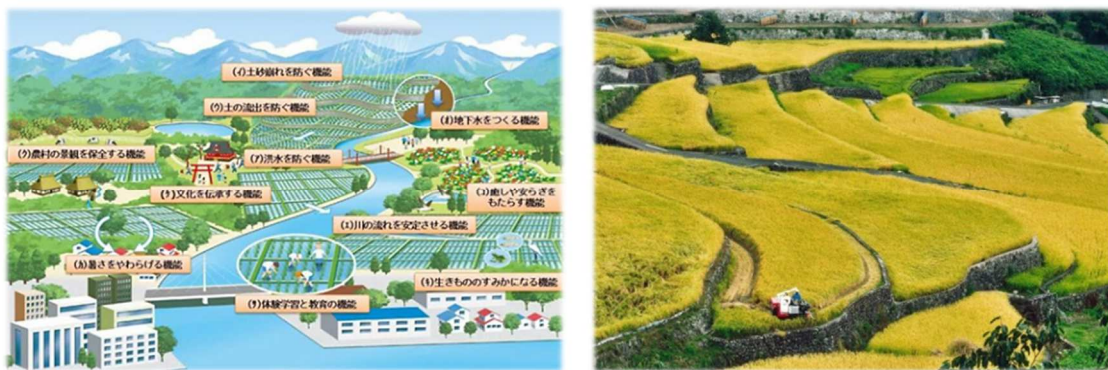 (イ)土砂崩れを防ぐ機能
(ウ)土の流出を防ぐ機能
(オ)地下水をつくる機能
(ク)農村の景観を保全する機能
(ア)洪水を防ぐ機能
(ケ)文化を伝承する機能
(コ)癒しや安らぎを
もたらす機能
(エ)川の流れを安定させる機能
(カ)暑さをやわらげる機能
(キ)生きもののすみかになる機能
(サ)体験学習と教育の機能